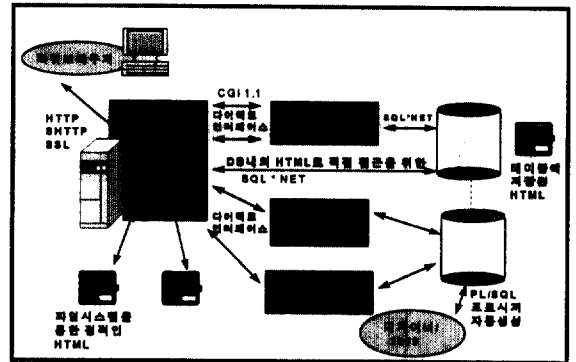 CGI 1.1
HTTP
SHTTP
SSL
다이렉트
인터페이스
SQL*NET
DB내의 HTML로 직접 연관을 위한
SQL * NET
테이블에
저장된
HTML
다이렉트
인터페이스
파일시스템을
통한 정적인
HTML
PL/SQL
프로시저
자동생성